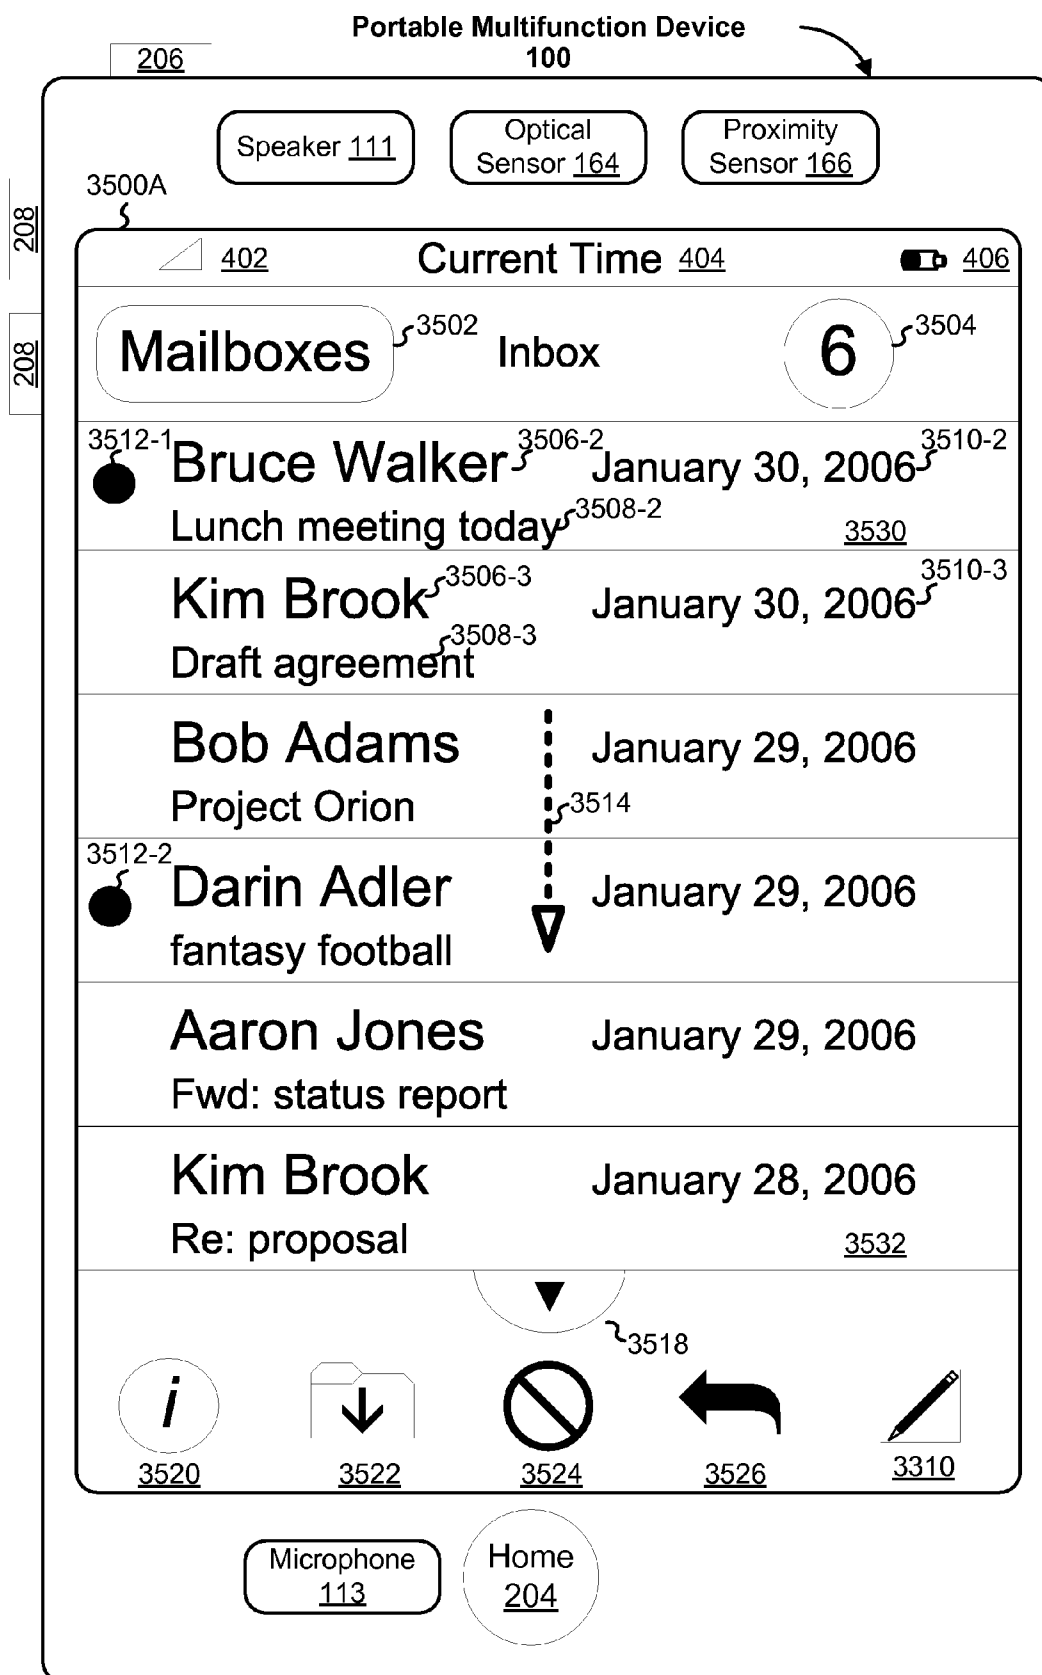 Portable Multifunction Device
100
206
Speaker 111
Optical
Sensor 164
Proximity
Sensor 166
3500A
208
208
402
Current Time 404
406
Mailboxes
3502
Inbox
6
3504
3512-1
Bruce Walker
3506-2
January 30, 2006
3510-2
Lunch meeting today
3508-2
3530
Kim Brook
3506-3
January 30, 2006
3510-3
Draft agreement
3508-3
Bob Adams
January 29, 2006
Project Orion
3514
3512-2
Darin Adler
January 29, 2006
fantasy football
Aaron Jones
January 29, 2006
Fwd: status report
Kim Brook
January 28, 2006
Re: proposal
3532
3518
i
3520
3522
3524
3526
3310
Microphone
113
Home
204